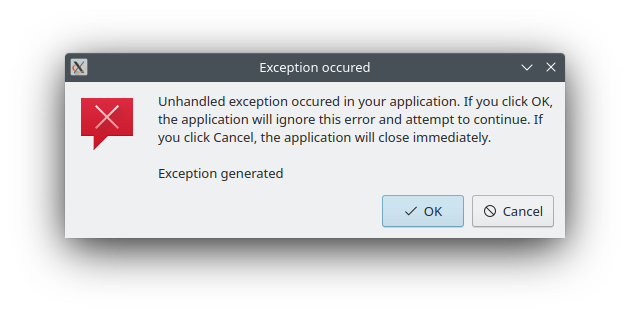 Exception occured
Unhandled exception occured in your application. If you click OK,
the application will ignore this error and attempt to continue. If
you click Cancel, the application will close immediately.
Exception generated
OK
Cancel